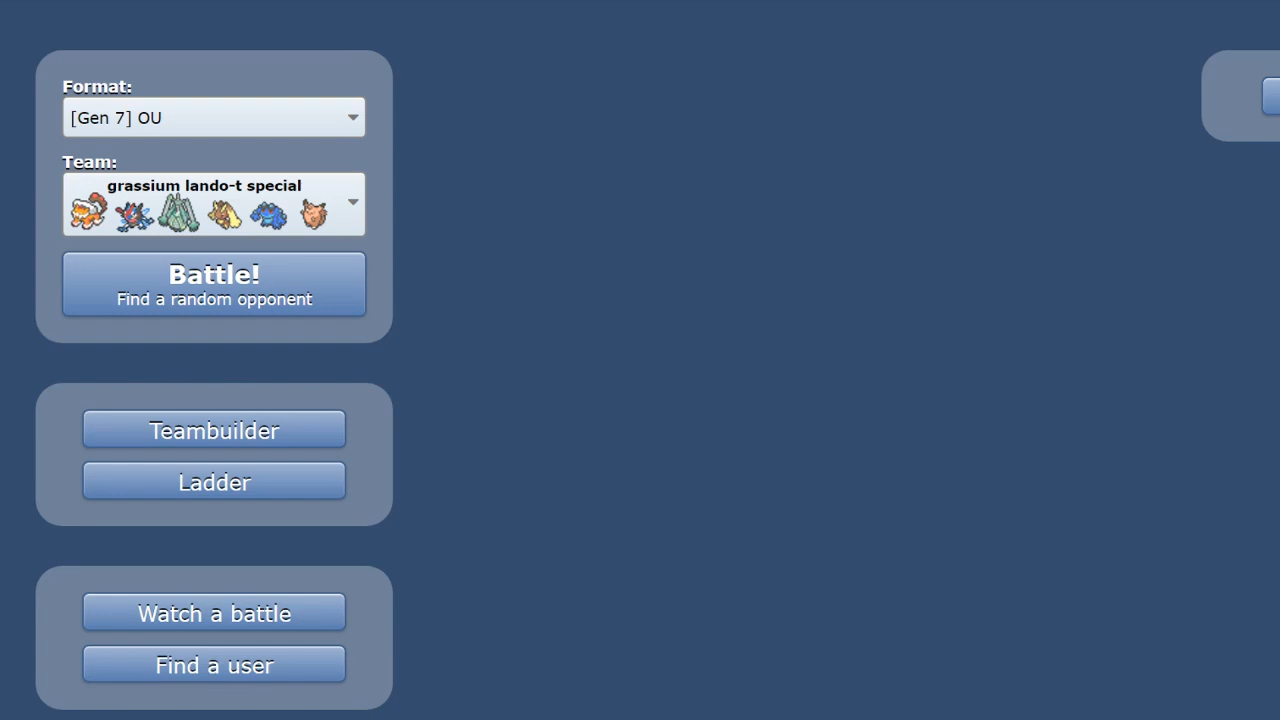 Format:
[Gen 7] OU
Team:
grassium lando-t special
Battle!
Find a random opponent
Teambuilder
Ladder
Watch a battle
Find a user